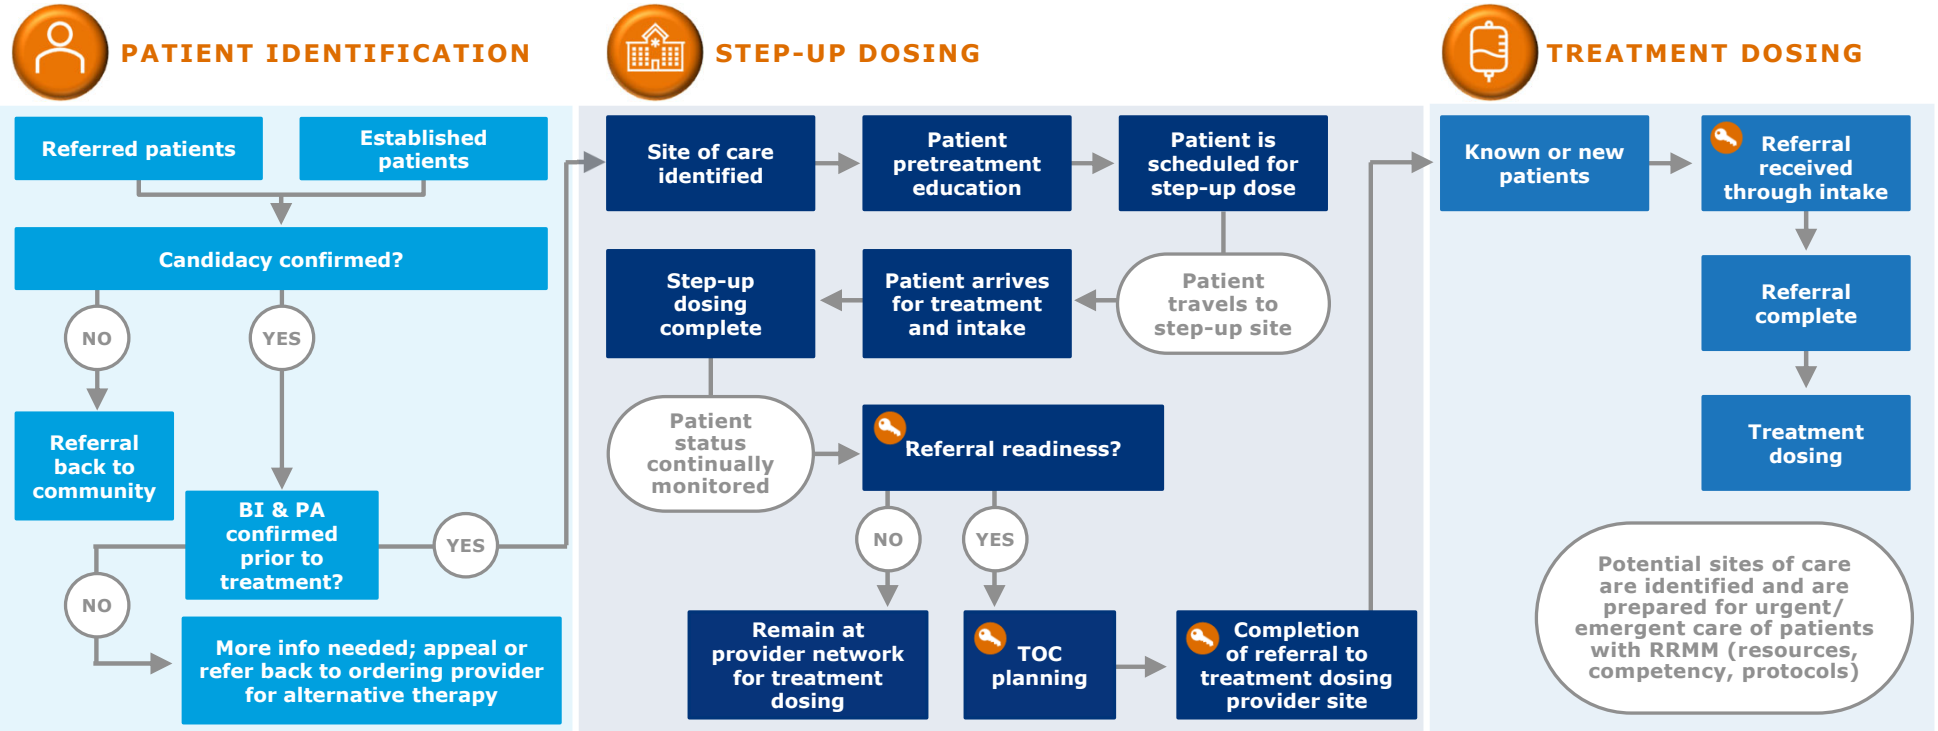 PATIENT IDENTIFICATION
Referred patients
Established
patients
Candidacy confirmed?
NO
YES
Referral
back to
community
BI & PA
confirmed
prior to
treatment?
YES
NO
More info needed; appeal or
refer back to ordering provider
for alternative therapy
STEP-UP DOSING
Site of care
identified
Patient
pretreatment
education
Patient is
scheduled for
step-up dose
Patient
travels to
step-up site
Patient arrives
for treatment
and intake
Step-up
dosing
complete
Patient
status
continually
monitored
Referral readiness?
NO
YES
Remain at
provider network
for treatment
dosing
TOC
planning
Completion
of referral to
treatment dosing
provider site
TREATMENT DOSING
Known or new
patients
Referral
received
through intake
Referral
complete
Treatment
dosing
Potential sites of care
are identified and are
prepared for urgent/
emergent care of patients
with RRMM (resources,
competency, protocols)